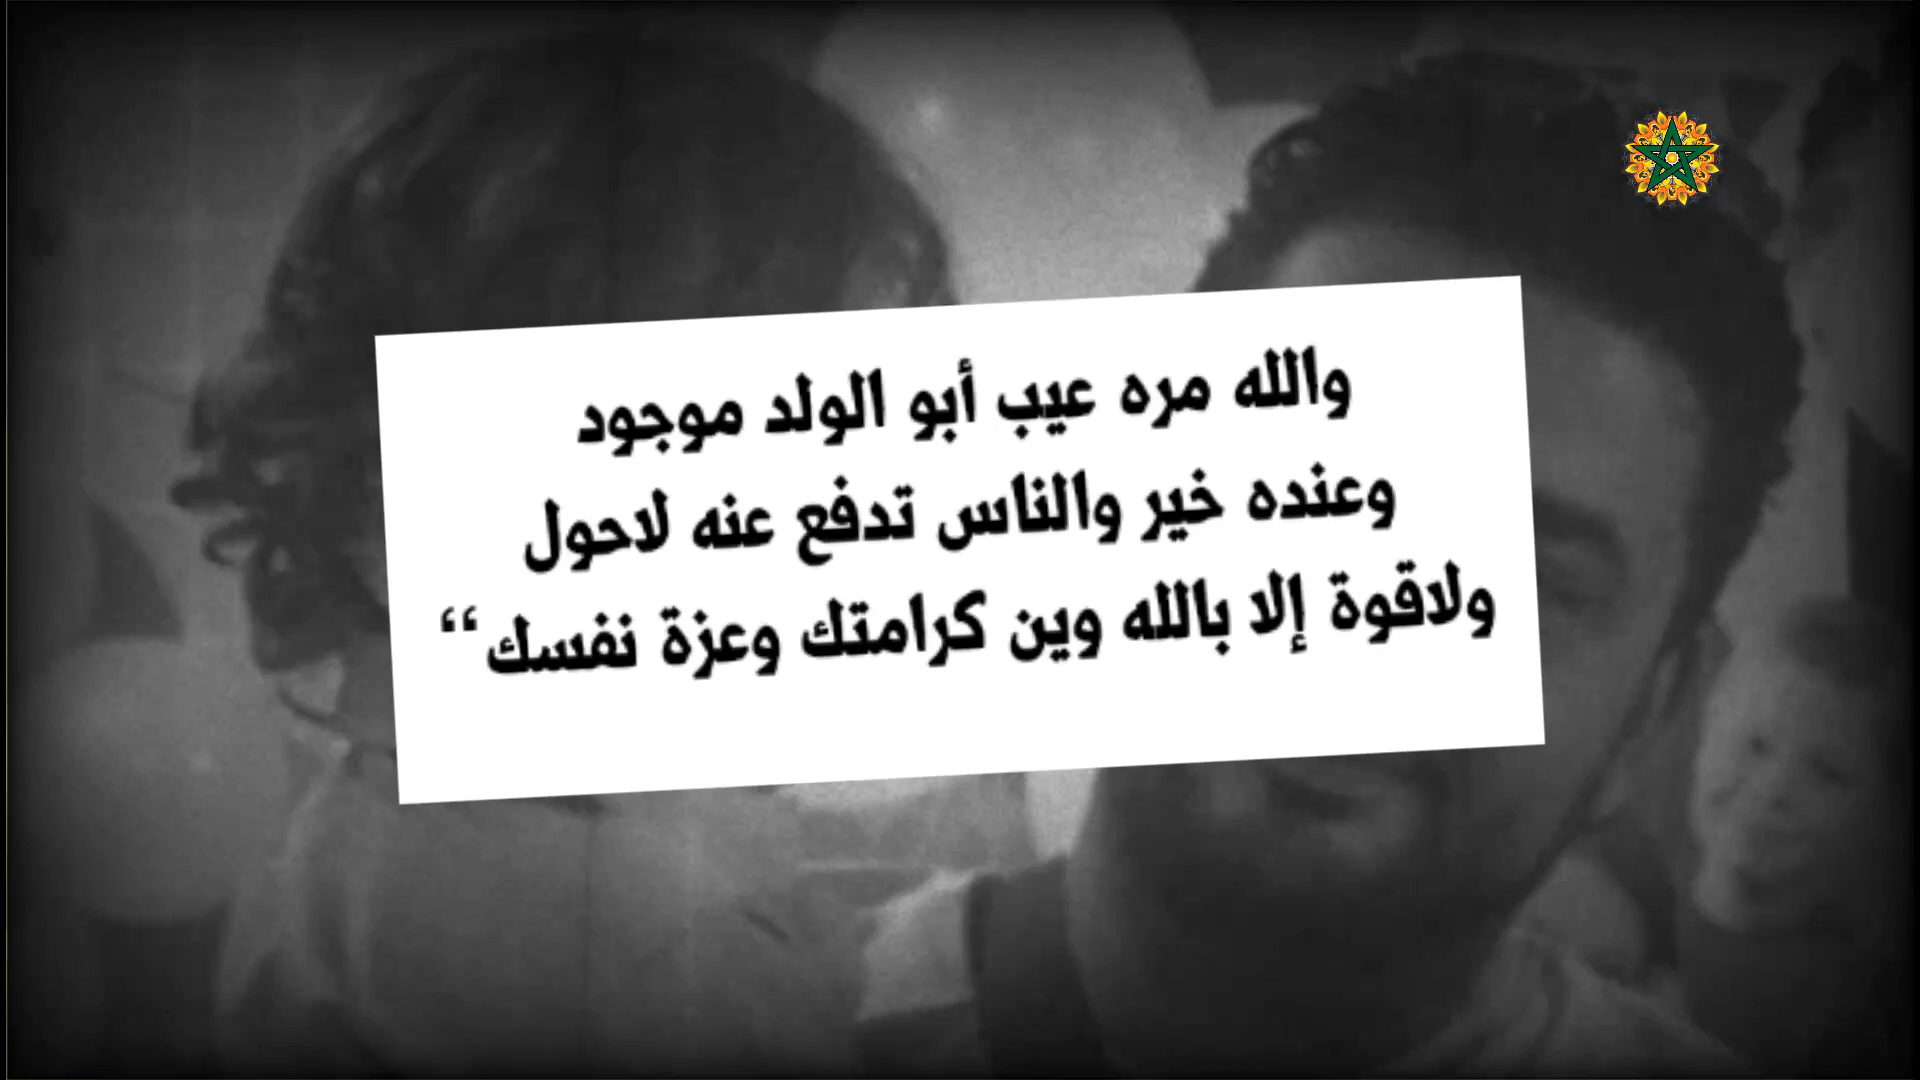 والله مره عيب أبو الولد موجود
وعنده خير والناس تدفع عنه لاحول
ولاقوة إلا بالله وين كرامتك وعزة نفسك“